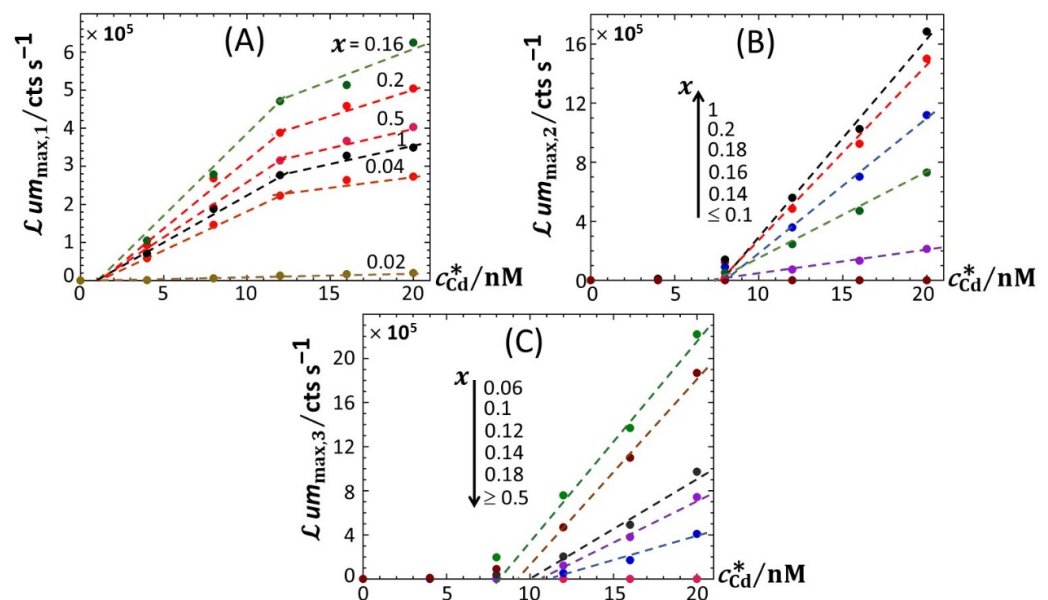 × 10⁵
(A)
ℒum_max,1/cts s⁻¹
6
5
4
3
2
1
0
x = 0.16
0.2
0.5
1
0.04
0.02
0 5 10 15 20
c*_Cd/nM
× 10⁵
(B)
ℒum_max,2/cts s⁻¹
16
12
8
4
0
x
1
0.2
0.18
0.16
0.14
≤ 0.1
0 5 10 15 20
c*_Cd/nM
× 10⁵
(C)
ℒum_max,3/cts s⁻¹
20
16
12
8
4
0
x
0.06
0.1
0.12
0.14
0.18
≥ 0.5
0 5 10 15 20
c*_Cd/nM